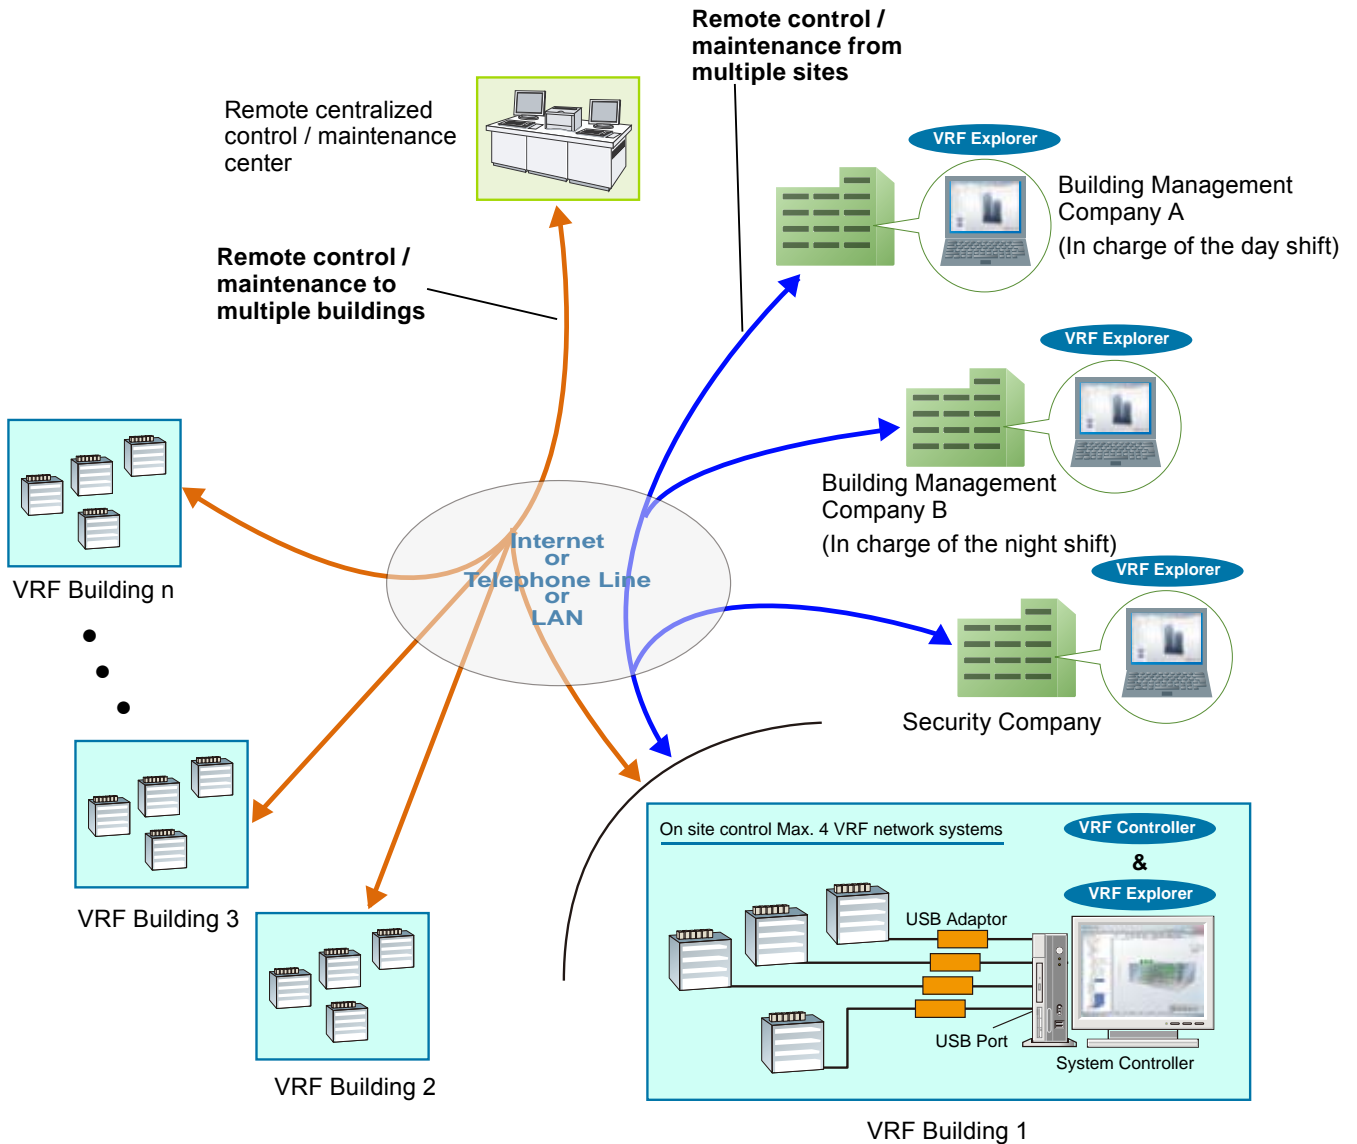 Remote control /
maintenance from
multiple sites
Remote centralized
control / maintenance
center
VRF Explorer
Building Management
Company A
(In charge of the day shift)
Remote control /
maintenance to
multiple buildings
VRF Explorer
Building Management
Company B
(In charge of the night shift)
Internet
or
Telephone Line
or
LAN
VRF Building n
VRF Explorer
Security Company
VRF Building 3
On site control Max. 4 VRF network systems
VRF Controller
&
VRF Explorer
USB Adaptor
USB Port
System Controller
VRF Building 2
VRF Building 1